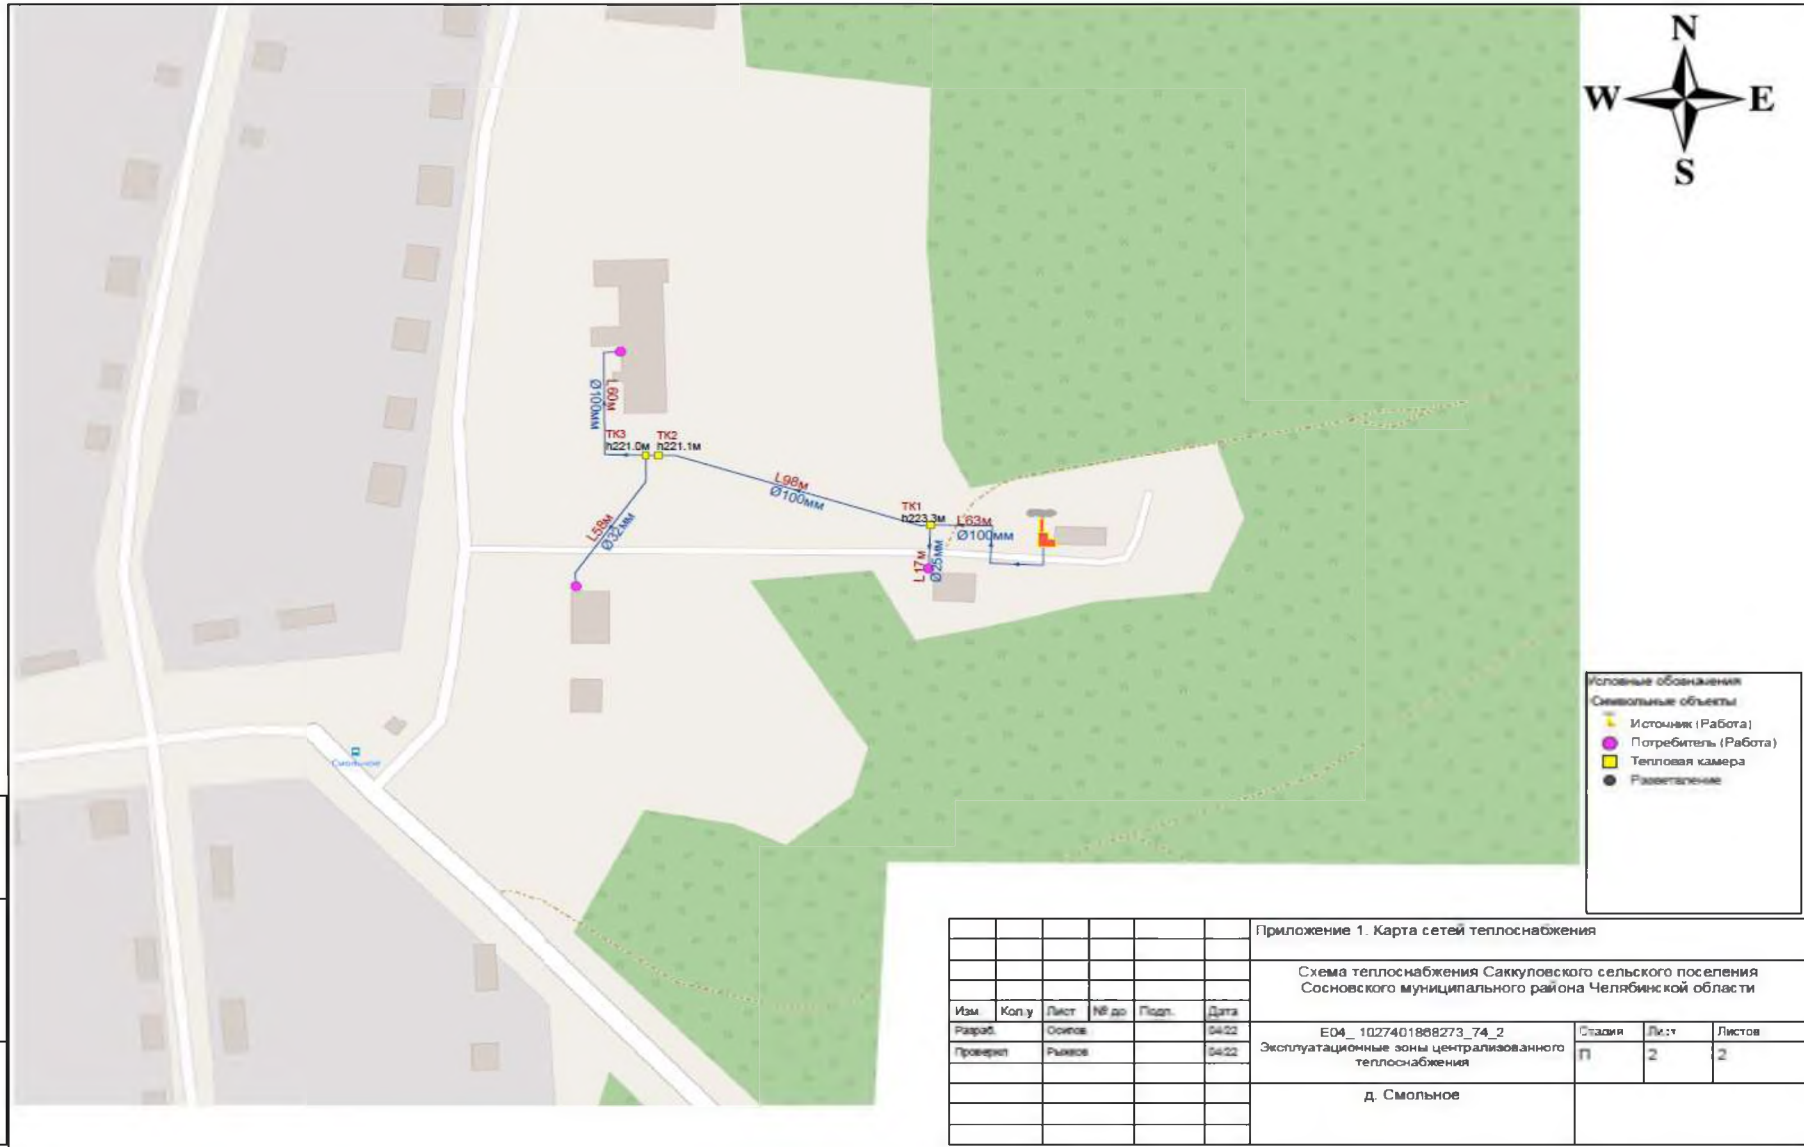 N
W
E
S
L60м
Ø100мм
ТК3
ТК2
h221.0м
h221.1м
L98м
Ø100мм
ТК1
h223.3м
L63м
Ø100мм
L58м
Ø32мм
L17м
Ø25мм
Смольное
Условные обозначения
Символьные объекты
Источник (Работа)
Потребитель (Работа)
Тепловая камера
Разветвление
Приложение 1. Карта сетей теплоснабжения
Схема теплоснабжения Саккуловского сельского поселения
Сосновского муниципального района Челябинской области
Изм. Кол.у Лист № до Подп. Дата
Разраб. Осипов 04.22
Проверил Рыжков 04.22
Е04_ 1027401868273_74_2
Эксплуатационные зоны централизованного
теплоснабжения
Стадия Лист Листов
П 2 2
д. Смольное